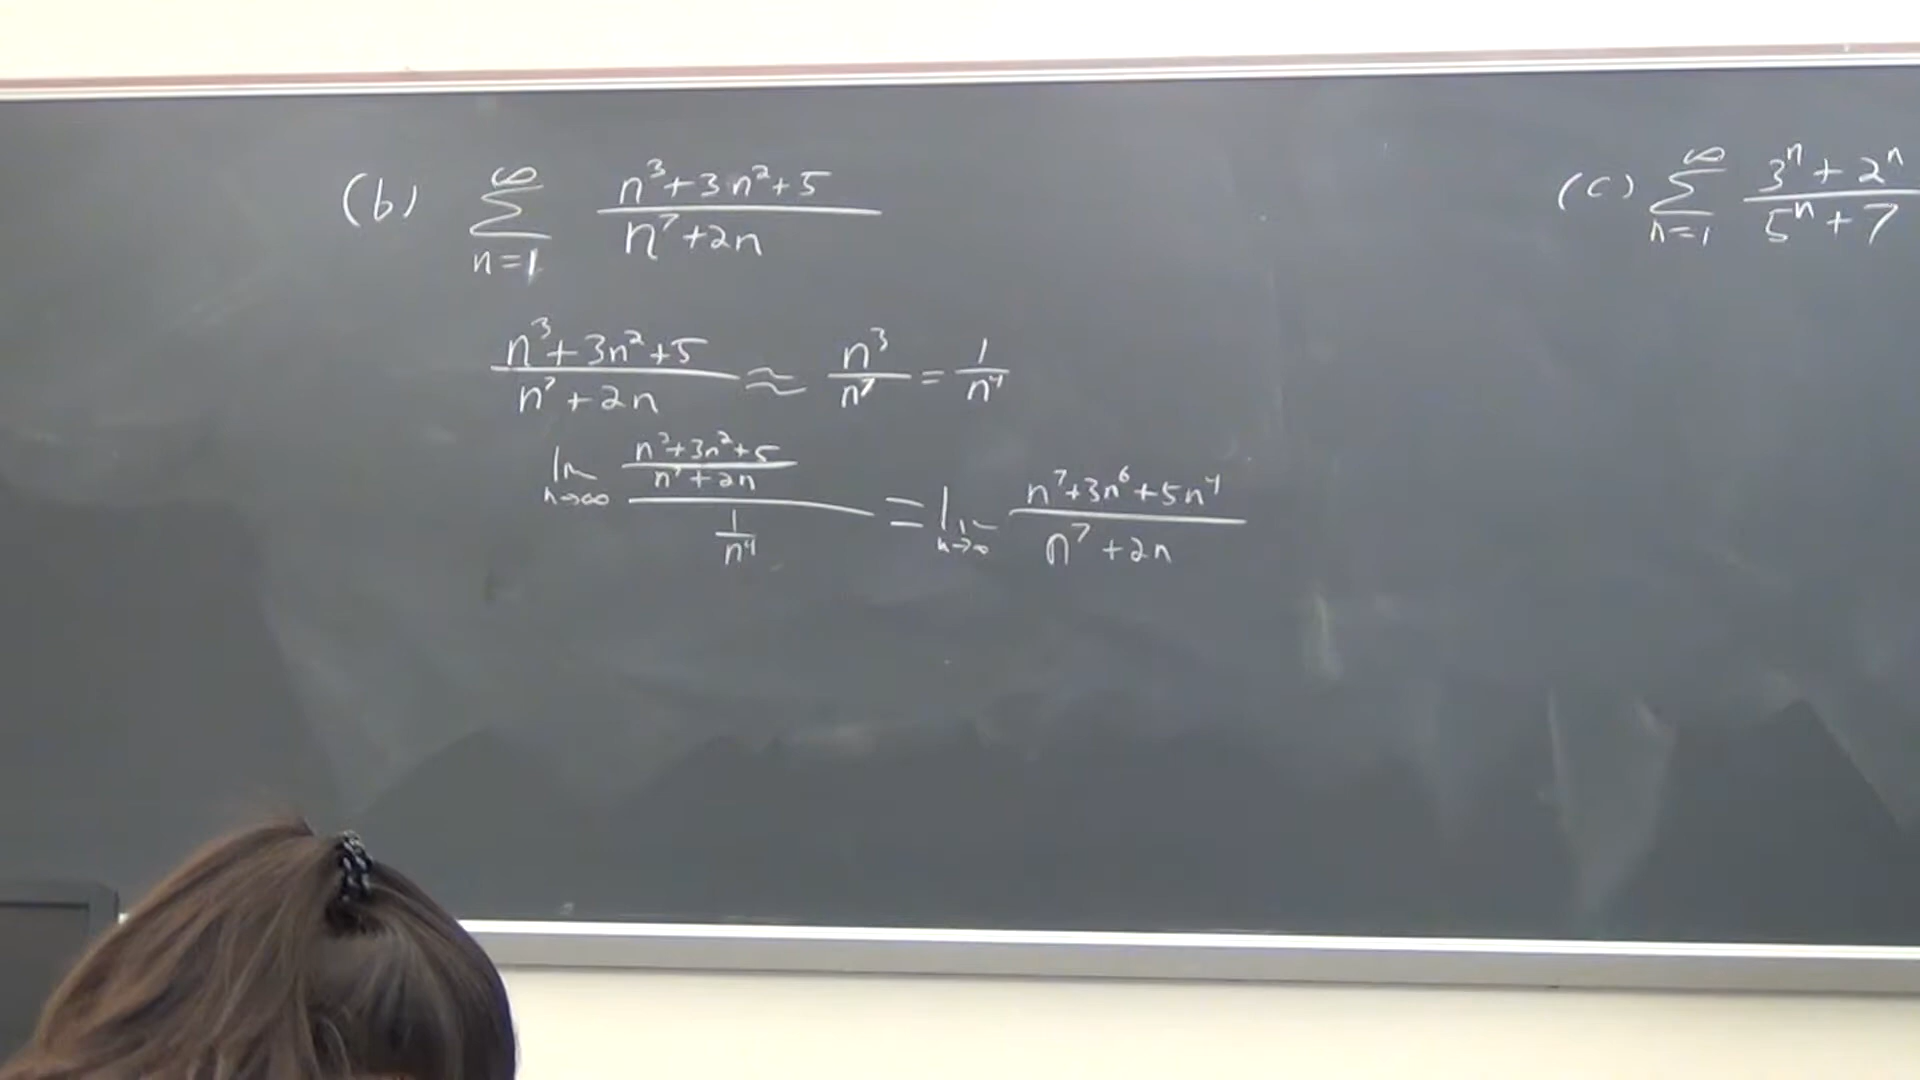 (b) ∑_{n=1}^{∞} (n³+3n²+5)/(n⁷+2n)
(n³+3n²+5)/(n⁷+2n) ≈ n³/n⁷ = 1/n⁴
lim_{n→∞} ((n³+3n²+5)/(n⁷+2n))/(1/n⁴) = lim_{n→∞} (n⁷+3n⁶+5n⁴)/(n⁷+2n)
(c) ∑_{n=1}^{∞} (3ⁿ+2ⁿ)/(5ⁿ+7)